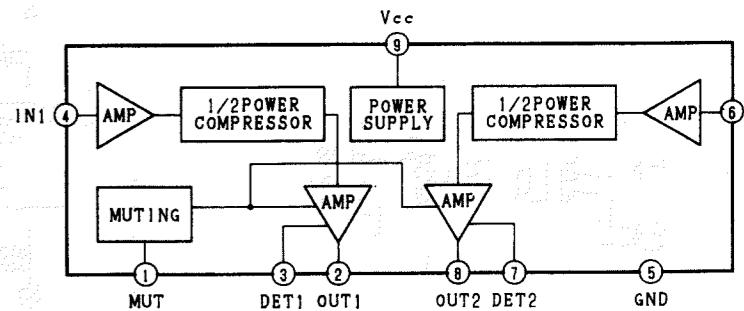 Vcc
9
IN1 4 AMP 1/2POWER COMPRESSOR POWER SUPPLY 1/2POWER COMPRESSOR AMP 6
MUTING AMP AMP
1 3 2 8 7 5
MUT DET1 OUT1 OUT2 DET2 GND